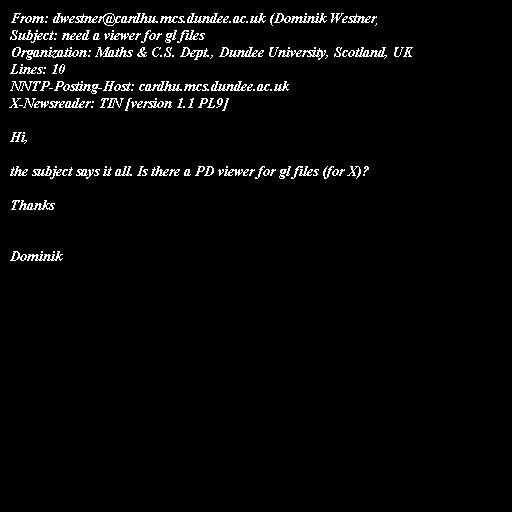 From: dwestner@cardhu.mcs.dundee.ac.uk (Dominik Westner)
Subject: need a viewer for gl files
Organization: Maths & C.S. Dept., Dundee University, Scotland, UK
Lines: 10
NNTP-Posting-Host: cardhu.mcs.dundee.ac.uk
X-Newsreader: TIN [version 1.1 PL9]
Hi,
the subject says it all. Is there a PD viewer for gl files (for X)?
Thanks
Dominik